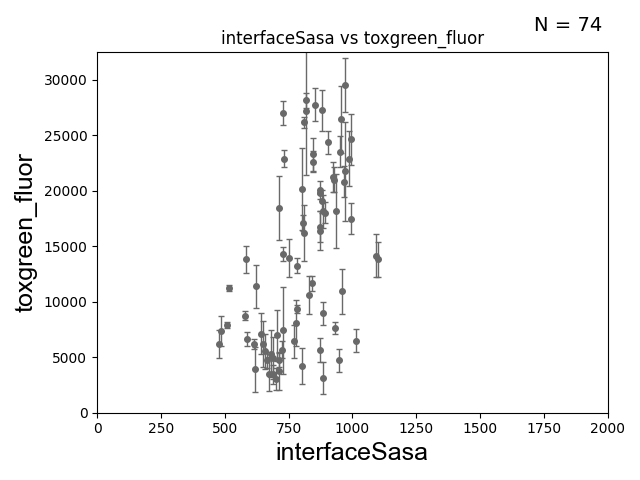 N = 74
interfaceSasa vs toxgreen_fluor
30000
25000
20000
15000
10000
5000
0
toxgreen_fluor
0 250 500 750 1000 1250 1500 1750 2000
interfaceSasa